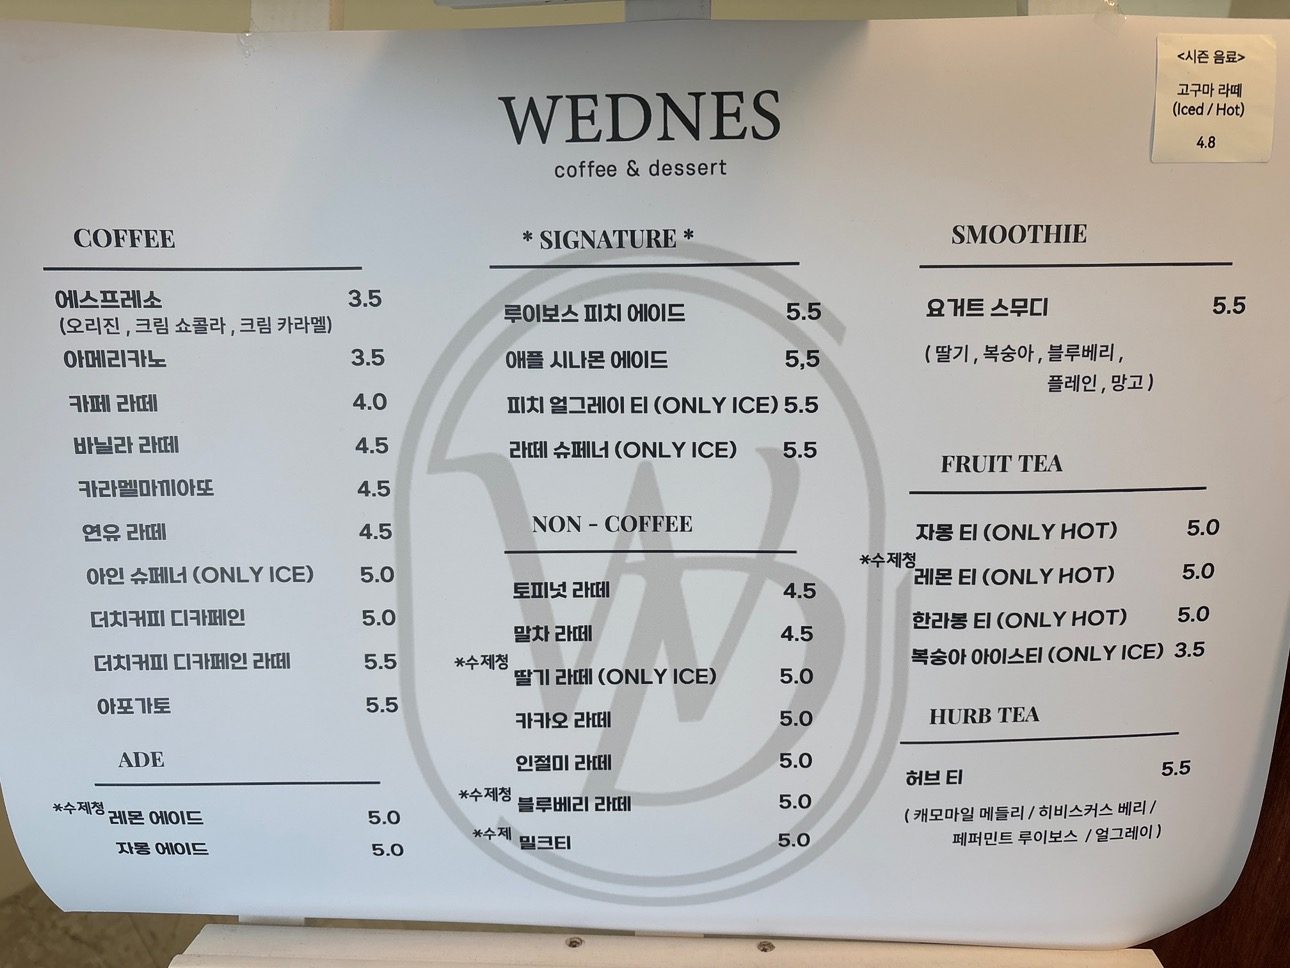 <시즌 음료>
고구마 라떼
(Iced / Hot)
4.8
WEDNES
coffee & dessert
COFFEE
에스프레소 3.5
(오리진 , 크림 쇼콜라 , 크림 카라멜)
아메리카노 3.5
카페 라떼 4.0
바닐라 라떼 4.5
카라멜마끼아또 4.5
연유 라떼 4.5
아인 슈페너 (ONLY ICE) 5.0
더치커피 디카페인 5.0
더치커피 디카페인 라떼 5.5
아포가토 5.5
ADE
*수제청 레몬 에이드 5.0
자몽 에이드 5.0
* SIGNATURE *
루이보스 피치 에이드 5.5
애플 시나몬 에이드 5,5
피치 얼그레이 티 (ONLY ICE) 5.5
라떼 슈페너 (ONLY ICE) 5.5
NON - COFFEE
토피넛 라떼 4.5
말차 라떼 4.5
*수제청 딸기 라떼 (ONLY ICE) 5.0
카카오 라떼 5.0
인절미 라떼 5.0
*수제청 블루베리 라떼 5.0
*수제 밀크티 5.0
SMOOTHIE
요거트 스무디 5.5
( 딸기 , 복숭아 , 블루베리 ,
플레인 , 망고 )
FRUIT TEA
자몽 티 (ONLY HOT) 5.0
*수제청 레몬 티 (ONLY HOT) 5.0
한라봉 티 (ONLY HOT) 5.0
복숭아 아이스티 (ONLY ICE) 3.5
HURB TEA
허브 티 5.5
( 캐모마일 메들리 / 히비스커스 베리 /
페퍼민트 루이보스 / 얼그레이 )